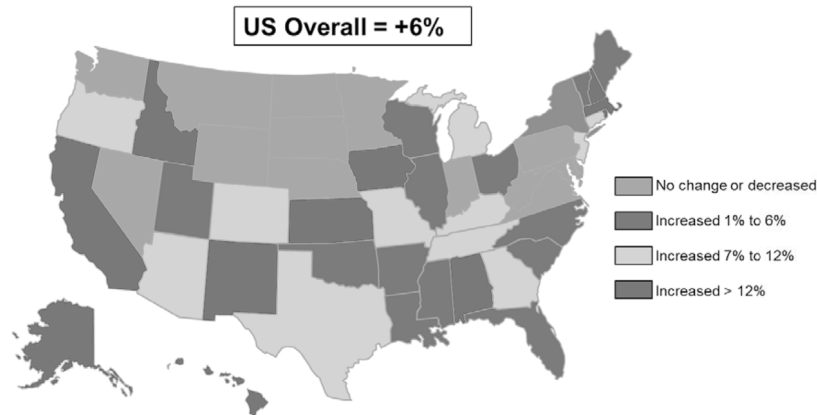 US Overall = +6%
No change or decreased
Increased 1% to 6%
Increased 7% to 12%
Increased > 12%